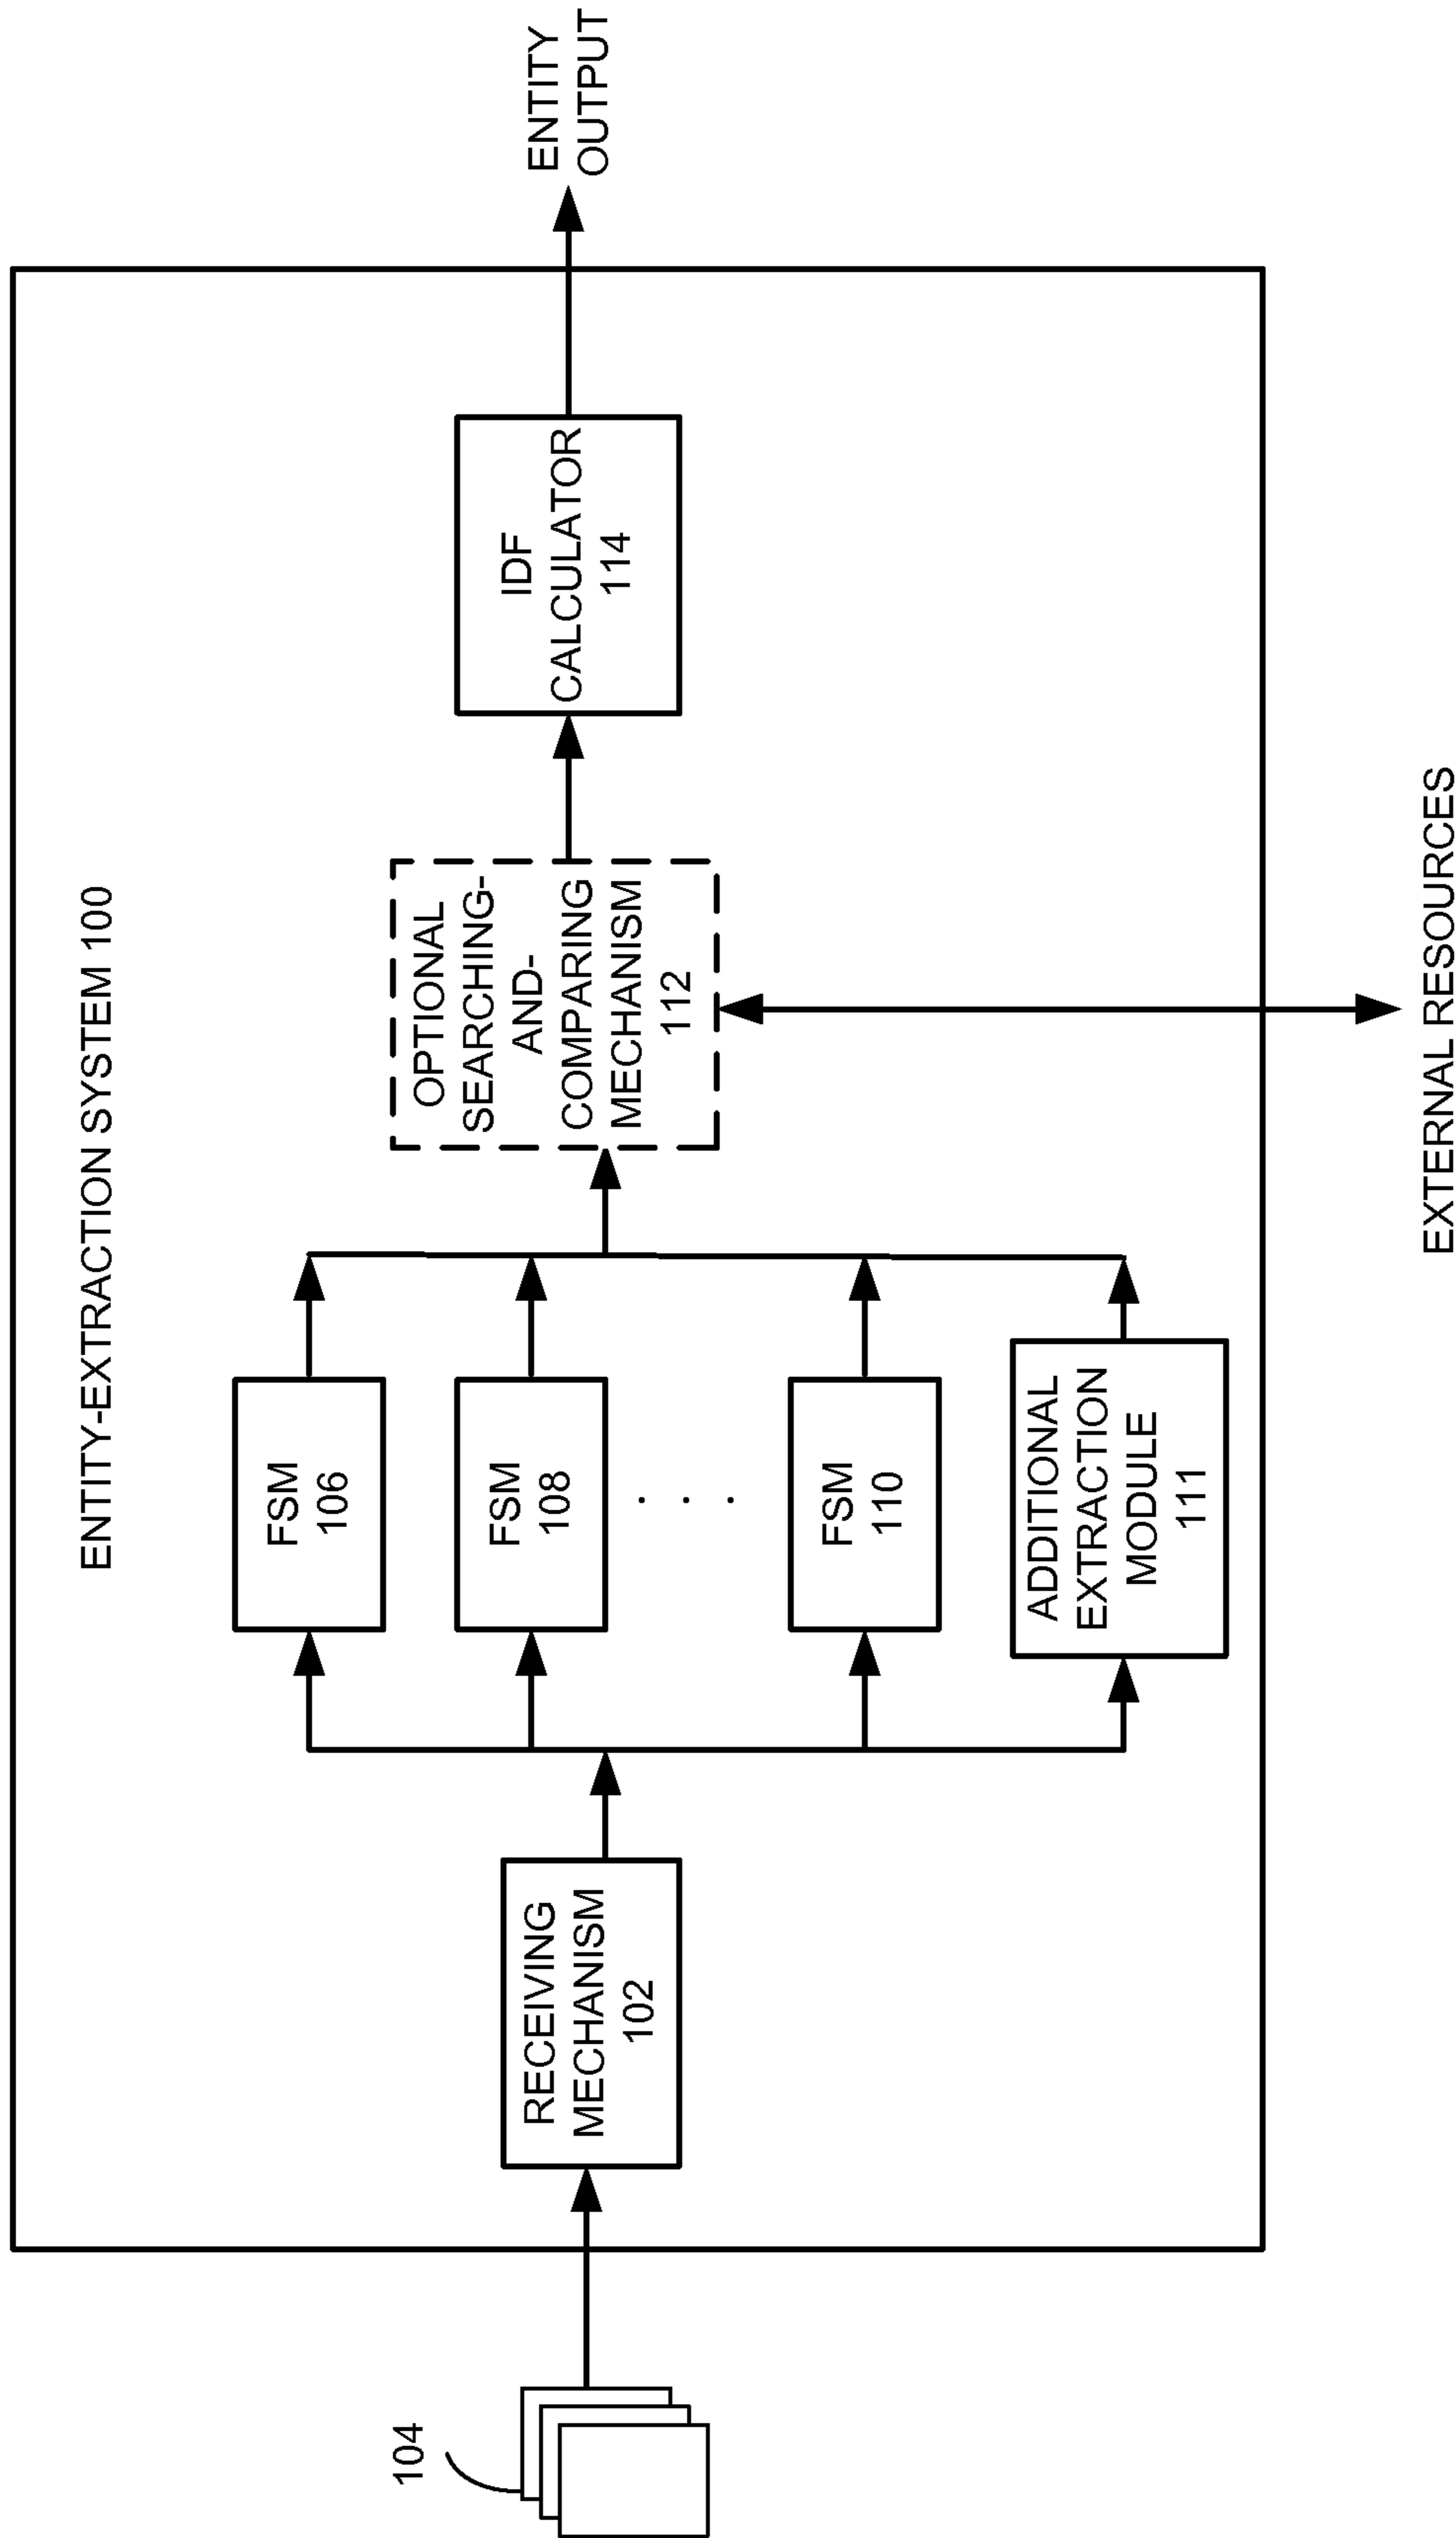 ENTITY-EXTRACTION SYSTEM 100
104
RECEIVING
MECHANISM
102
FSM
106
FSM
108
. . .
FSM
110
ADDITIONAL
EXTRACTION
MODULE
111
OPTIONAL
SEARCHING-
AND-
COMPARING
MECHANISM
112
IDF
CALCULATOR
114
ENTITY
OUTPUT
EXTERNAL RESOURCES